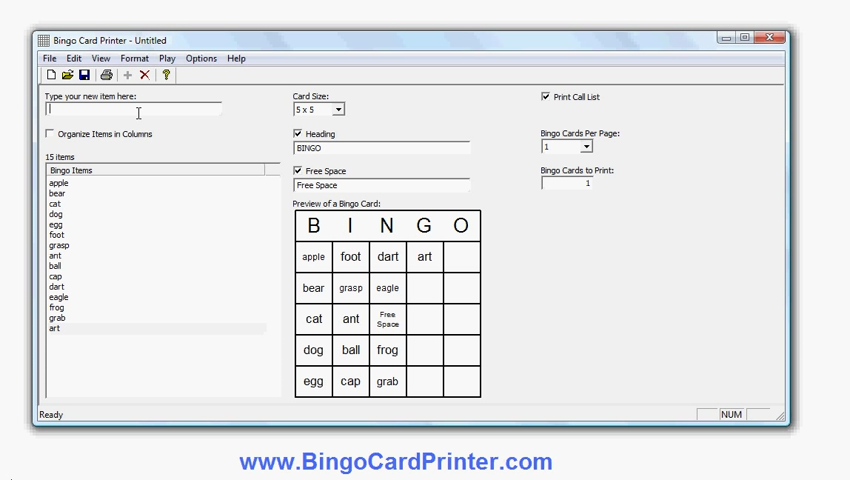 Bingo Card Printer - Untitled
File Edit View Format Play Options Help
Type your new item here:
Organize Items in Columns
15 items
Bingo Items
apple
bear
cat
dog
egg
foot
grasp
ant
ball
cap
dart
eagle
frog
grab
art
Card Size:
5 x 5
Heading
BINGO
Free Space
Free Space
Preview of a Bingo Card:
B I N G O
apple foot dart art
bear grasp eagle
cat ant Free Space
dog ball frog
egg cap grab
Print Call List
Bingo Cards Per Page:
1
Bingo Cards to Print:
1
Ready
NUM
www.BingoCardPrinter.com